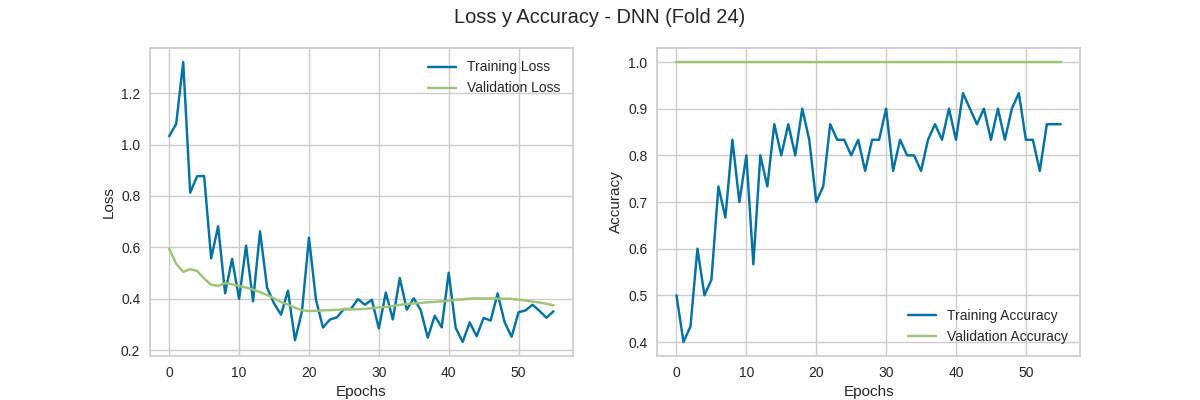 Loss y Accuracy - DNN (Fold 24)
Training Loss
Validation Loss
1.2
1.0
0.8
0.6
0.4
0.2
Loss
0 10 20 30 40 50
Epochs
1.0
0.9
0.8
0.7
0.6
0.5
0.4
Accuracy
Training Accuracy
Validation Accuracy
0 10 20 30 40 50
Epochs